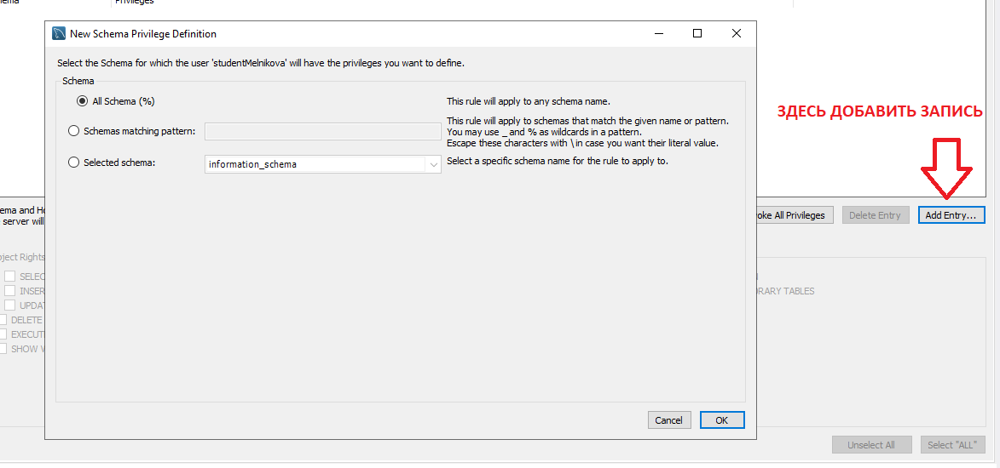 Privileges
New Schema Privilege Definition
Select the Schema for which the user 'studentMelnikova' will have the privileges you want to define.
Schema
All Schema (%)
This rule will apply to any schema name.
ЗДЕСЬ ДОБАВИТЬ ЗАПИСЬ
Schemas matching pattern:
This rule will apply to schemas that match the given name or pattern.
You may use _ and % as wildcards in a pattern.
Escape these characters with \ in case you want their literal value.
Selected schema:
information_schema
Select a specific schema name for the rule to apply to.
ema and Ho
server will
oke All Privileges
Delete Entry
Add Entry...
ject Rights
SELEC
INSER
ORARY TABLES
UPDAT
DELETE
EXECUT
SHOW V
Cancel
OK
Unselect All
Select "ALL"